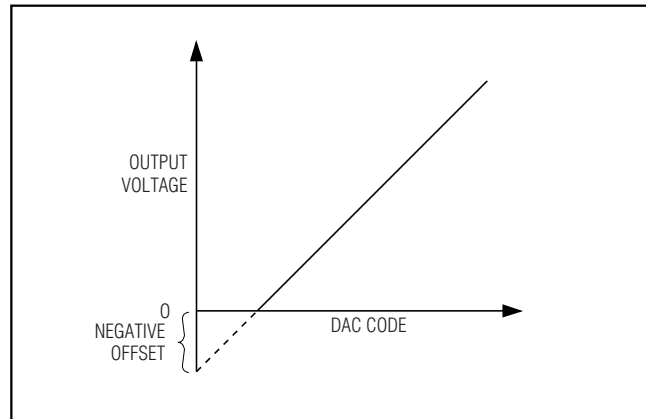 OUTPUT
VOLTAGE
0
NEGATIVE
OFFSET
DAC CODE